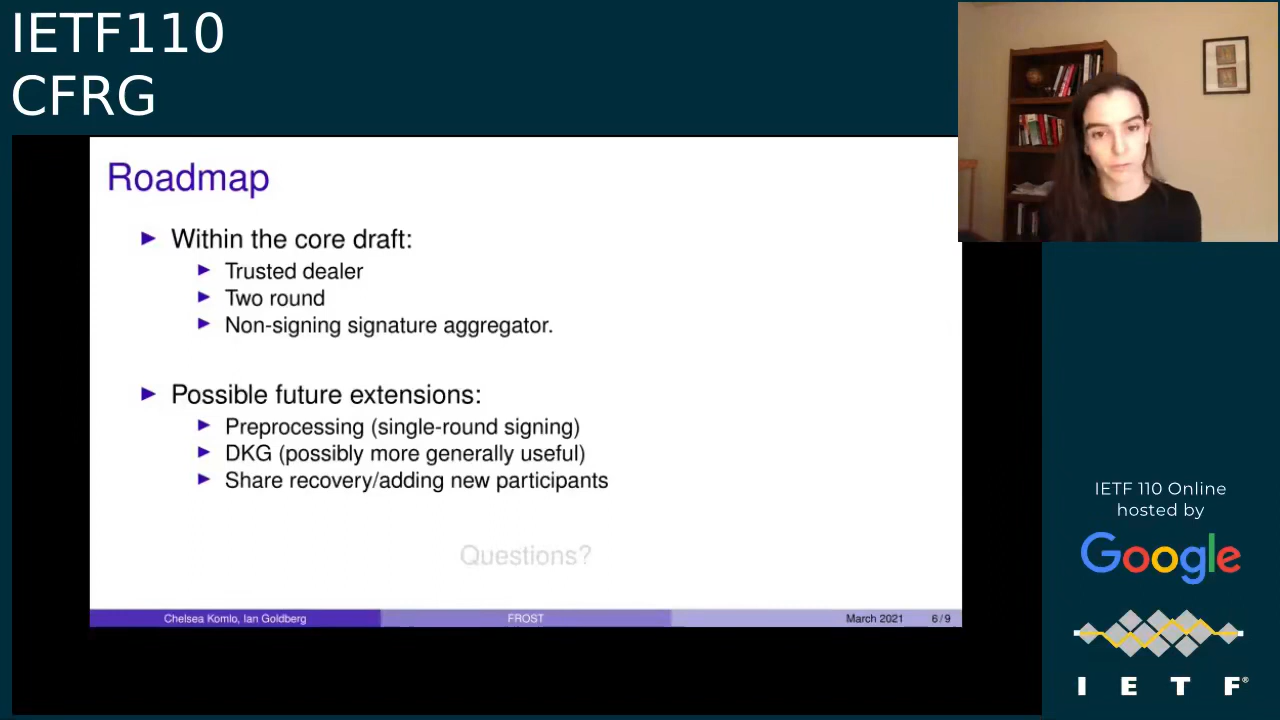 IETF110
CFRG
Roadmap
Within the core draft:
Trusted dealer
Two round
Non-signing signature aggregator.
Possible future extensions:
Preprocessing (single-round signing)
DKG (possibly more generally useful)
Share recovery/adding new participants
Questions?
Chelsea Komlo, Ian Goldberg FROST March 2021 6 / 9
IETF 110 Online
hosted by
Google
I E T F®